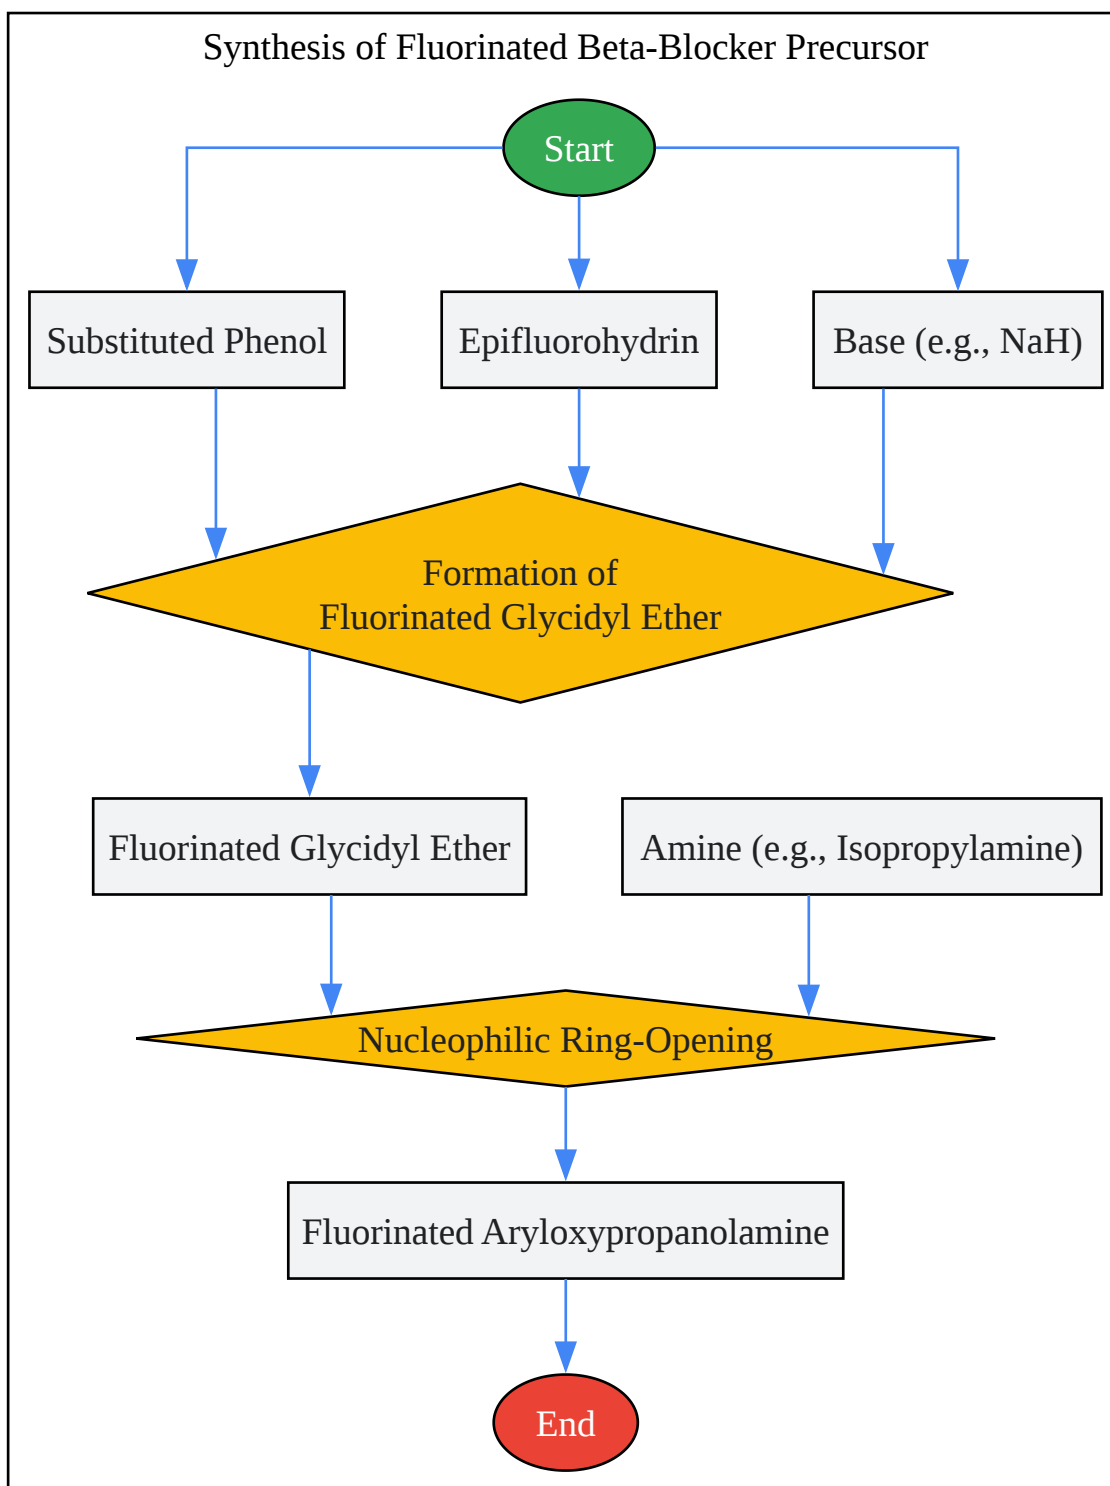 Synthesis of Fluorinated Beta-Blocker Precursor
Start
Substituted Phenol
Epifluorohydrin
Base (e.g., NaH)
Formation of
Fluorinated Glycidyl Ether
Fluorinated Glycidyl Ether
Amine (e.g., Isopropylamine)
Nucleophilic Ring-Opening
Fluorinated Aryloxypropanolamine
End